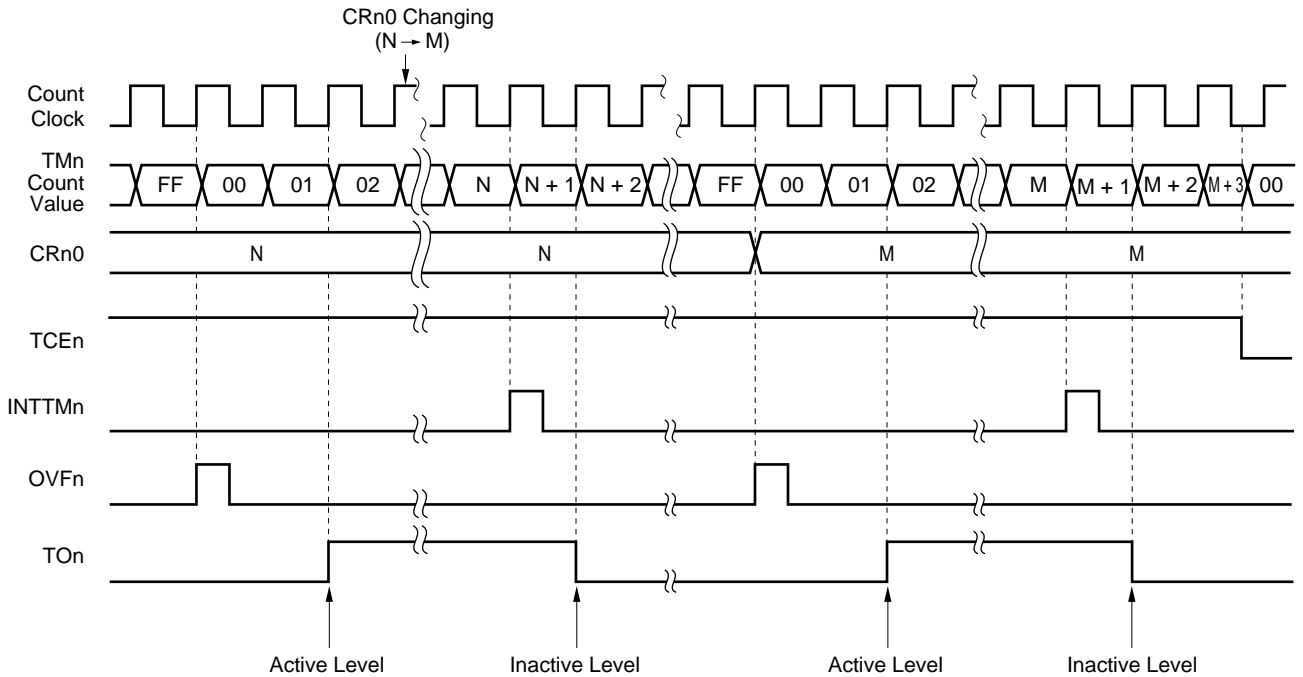 CRn0 Changing
(N → M)
Count
Clock
TMn
Count
Value
FF 00 01 02 N N + 1 N + 2 FF 00 01 02 M M + 1 M + 2 M + 3 00
CRn0
N N M M
TCEn
INTTMn
OVFn
TOn
Active Level Inactive Level Active Level Inactive Level